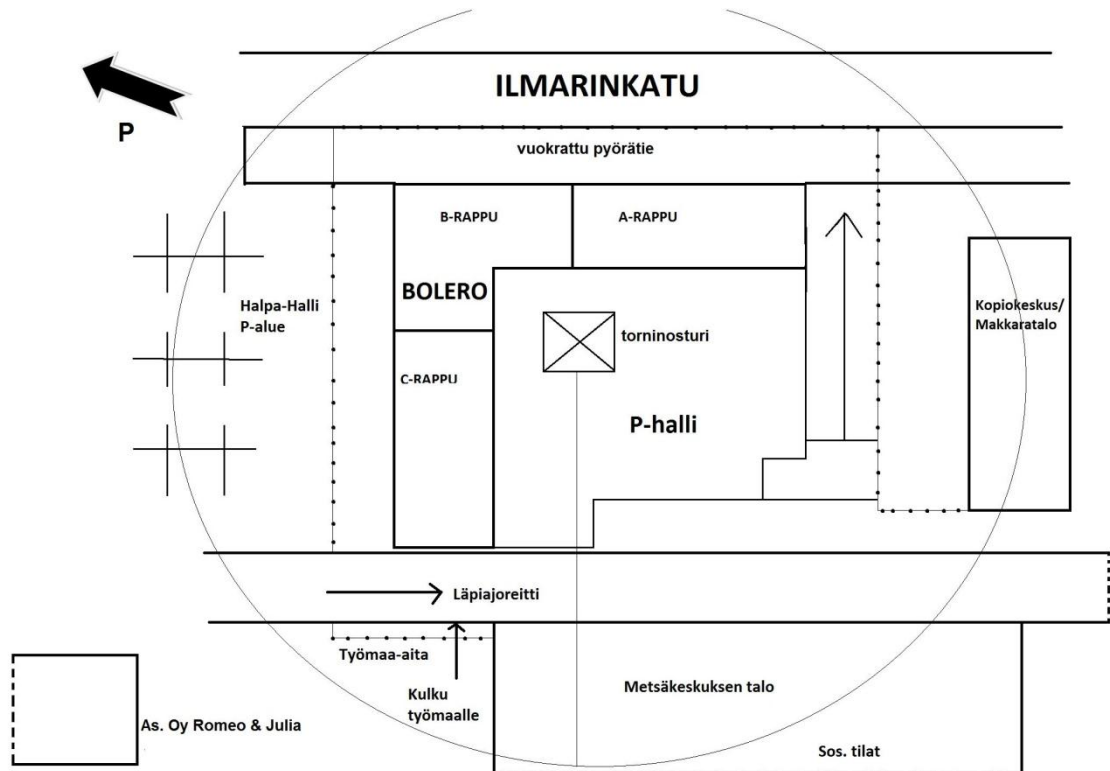 ILMARINKATU
P
vuokrattu pyörätie
B-RAPPU
A-RAPPU
BOLERO
Halpa-Halli
P-alue
torninosturi
Kopiokeskus/
Makkaratalo
C-RAPPU
P-halli
Läpiajoreitti
Työmaa-aita
Kulku
työmaalle
Metsäkeskuksen talo
As. Oy Romeo & Julia
Sos. tilat